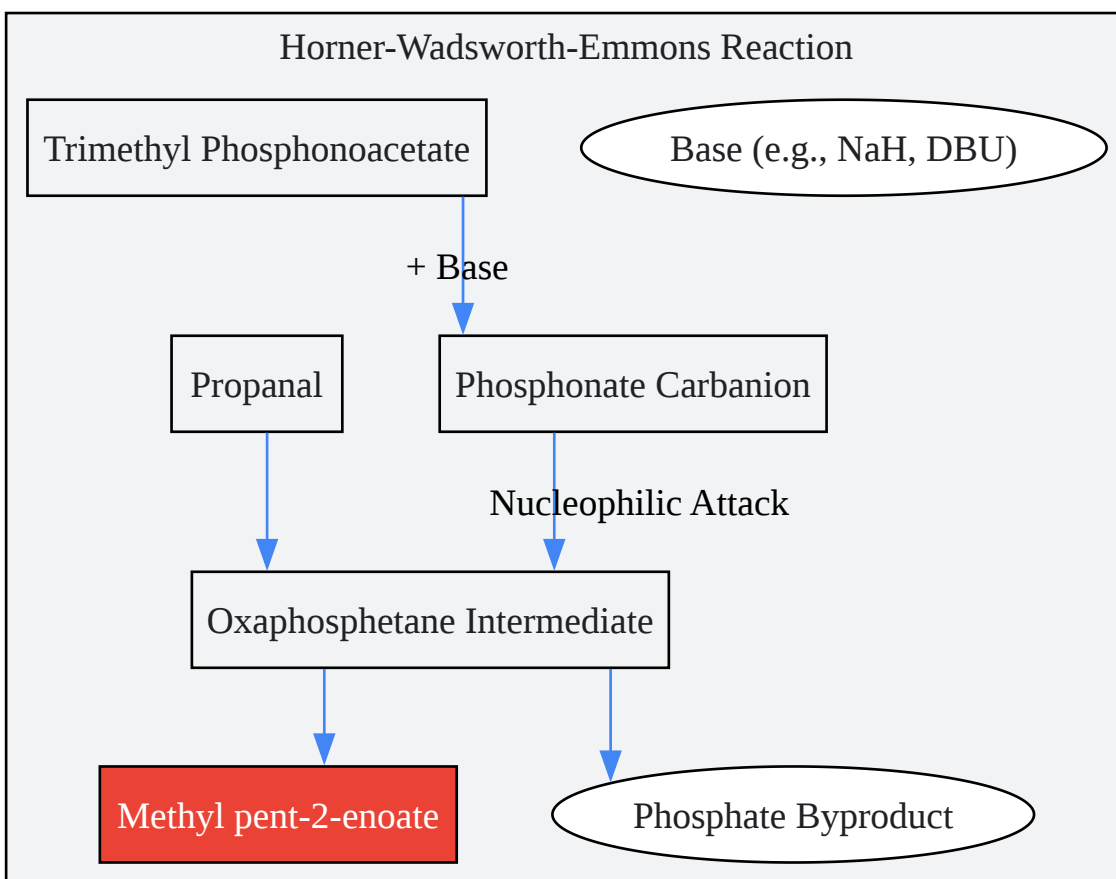 Horner-Wadsworth-Emmons Reaction
Trimethyl Phosphonoacetate
Base (e.g., NaH, DBU)
+ Base
Propanal
Phosphonate Carbanion
Nucleophilic Attack
Oxaphosphetane Intermediate
Methyl pent-2-enoate
Phosphate Byproduct